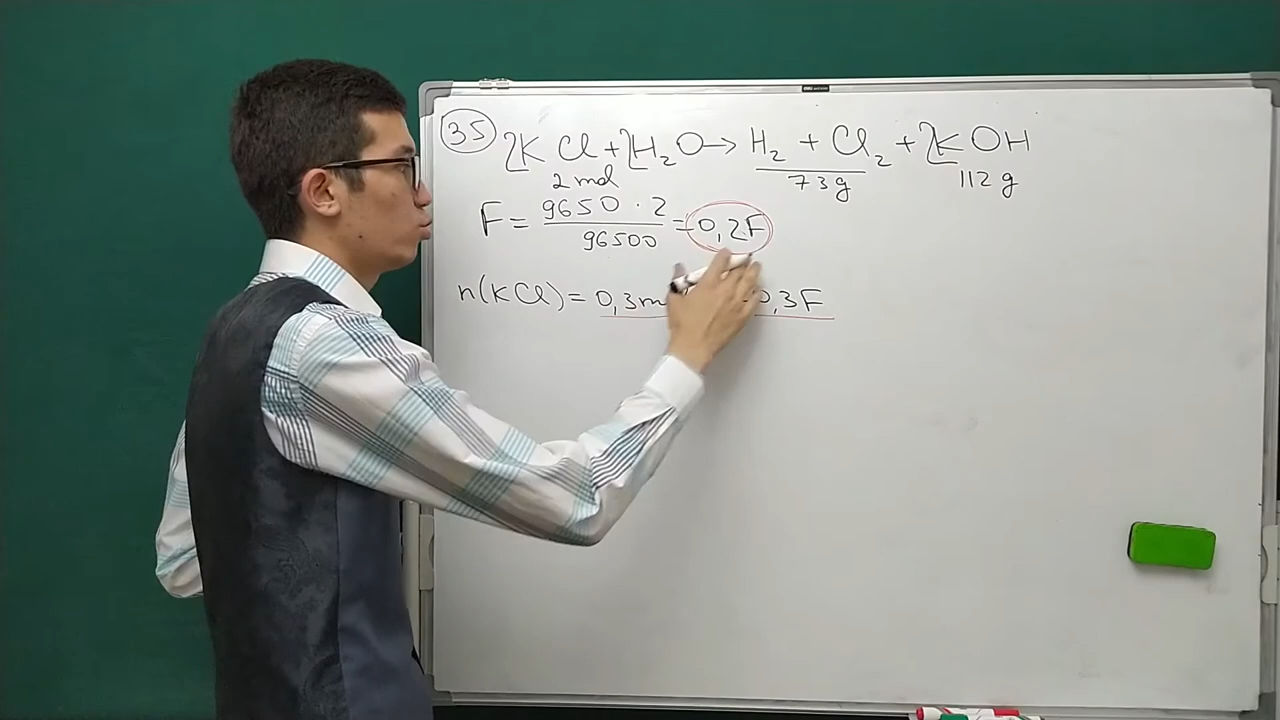 35 2KCl + 2H₂O → H₂ + Cl₂ + 2KOH
2 mol 73 g 112 g
F = 9650 · 2 / 96500 = 0,2F
n(KCl) = 0,3 0,3F